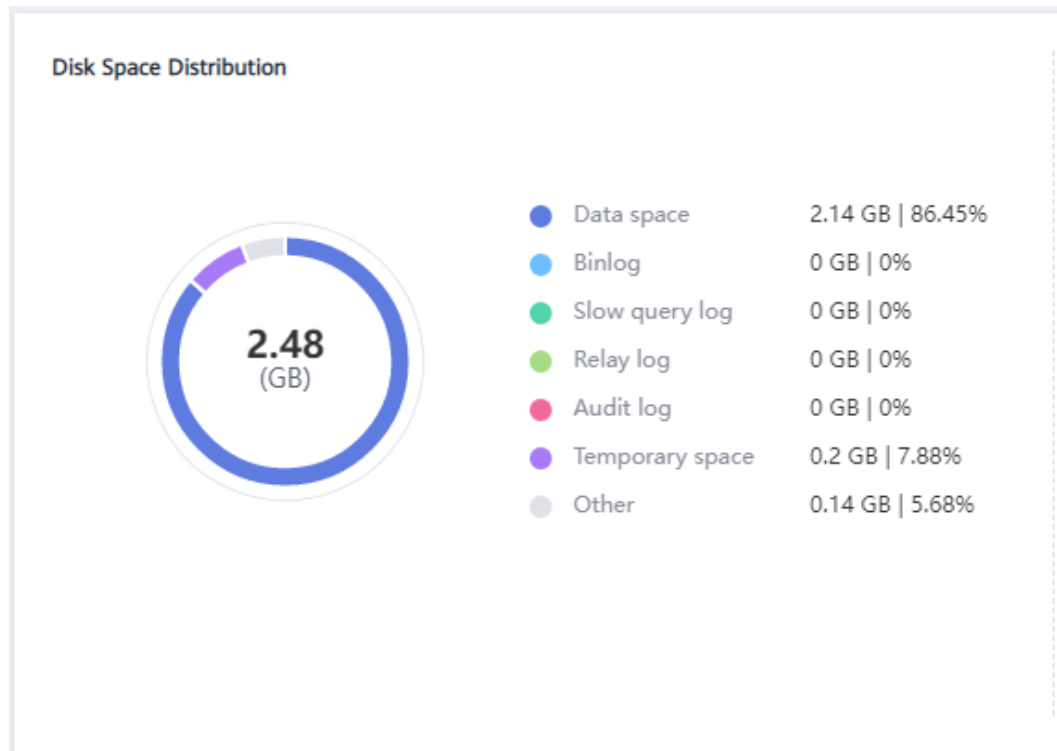 Disk Space Distribution
2.48
(GB)
Data space 2.14 GB | 86.45%
Binlog 0 GB | 0%
Slow query log 0 GB | 0%
Relay log 0 GB | 0%
Audit log 0 GB | 0%
Temporary space 0.2 GB | 7.88%
Other 0.14 GB | 5.68%